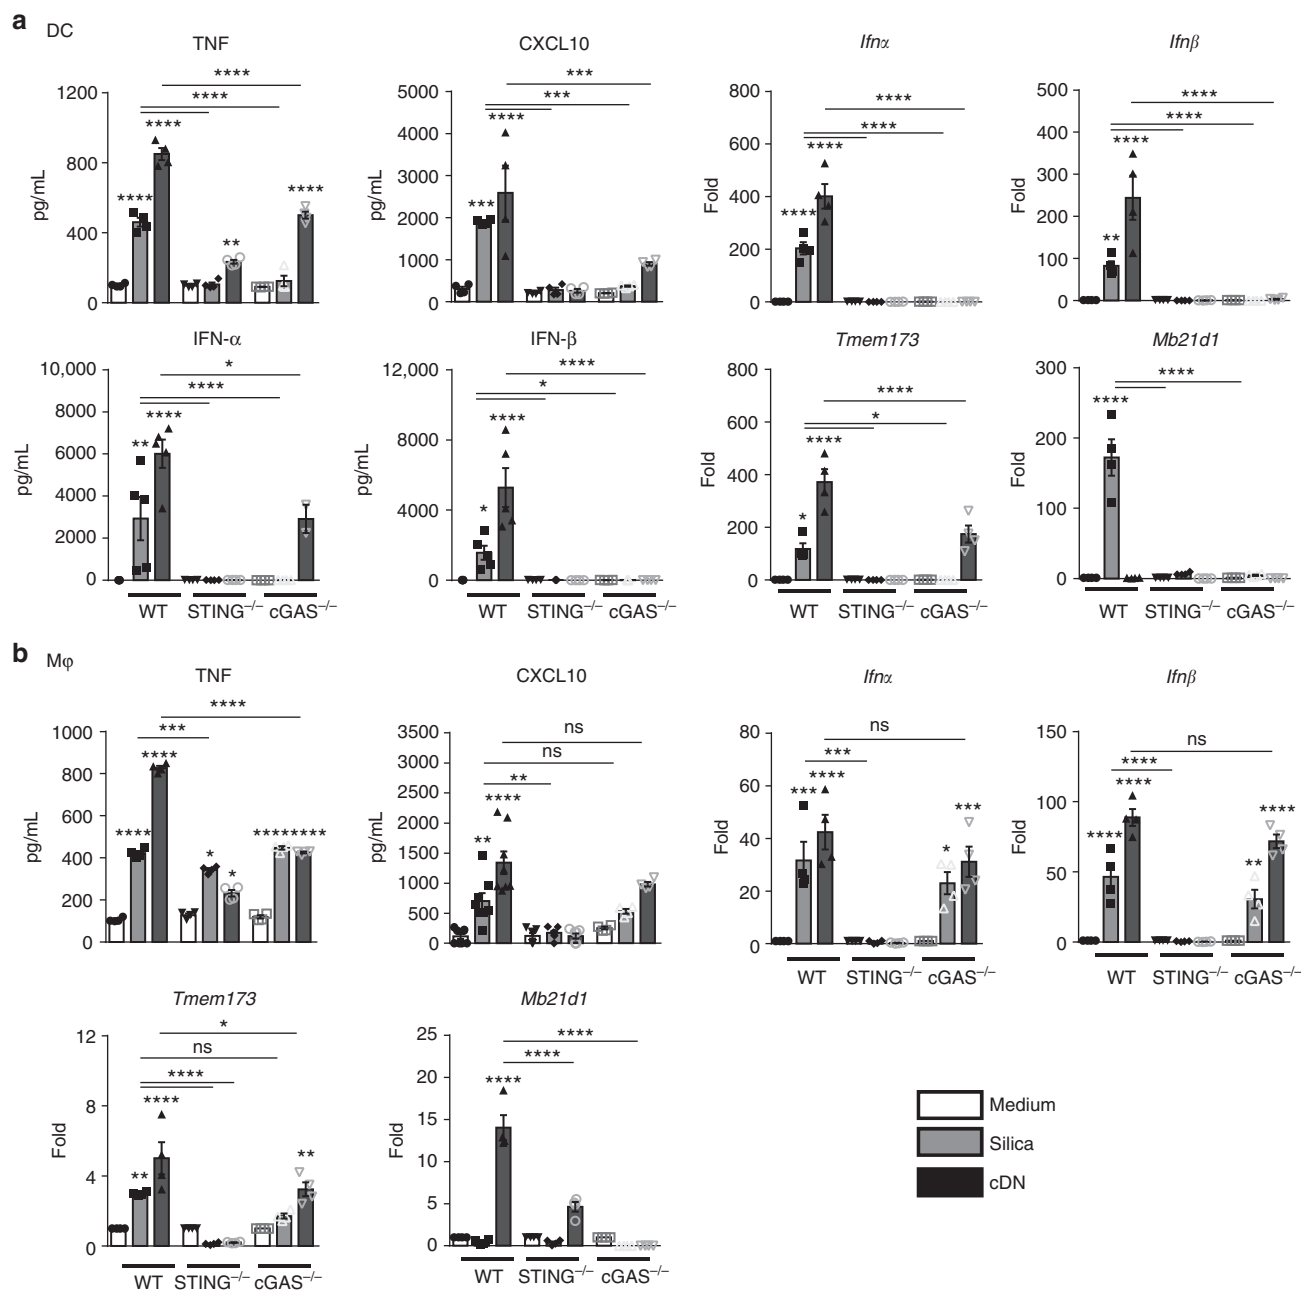 a DC
TNF
pg/mL
1200
800
400
0
****
****
****
****
**
****
CXCL10
pg/mL
5000
4000
3000
2000
1000
0
***
***
****
***
Ifnα
Fold
800
600
400
200
0
****
****
****
****
Ifnβ
Fold
500
400
300
200
100
0
****
****
****
**
IFN-α
pg/mL
10,000
8000
6000
4000
2000
0
*
****
****
**
WT STING–/– cGAS–/–
IFN-β
pg/mL
12,000
8000
4000
0
****
*
****
*
WT STING–/– cGAS–/–
Tmem173
Fold
800
600
400
200
0
****
*
****
*
WT STING–/– cGAS–/–
Mb21d1
Fold
300
200
100
0
****
****
WT STING–/– cGAS–/–
b Mφ
TNF
pg/mL
1000
800
600
400
200
0
****
***
****
****
*
*
********
CXCL10
pg/mL
3500
3000
2500
2000
1500
1000
500
0
ns
ns
**
****
**
Ifnα
Fold
80
60
40
20
0
ns
***
****
***
*
***
WT STING–/– cGAS–/–
Ifnβ
Fold
150
100
50
0
ns
****
****
****
**
****
WT STING–/– cGAS–/–
Tmem173
Fold
12
8
4
0
*
ns
****
****
**
**
WT STING–/– cGAS–/–
Mb21d1
Fold
25
20
15
10
5
0
****
****
****
WT STING–/– cGAS–/–
Medium
Silica
cDN